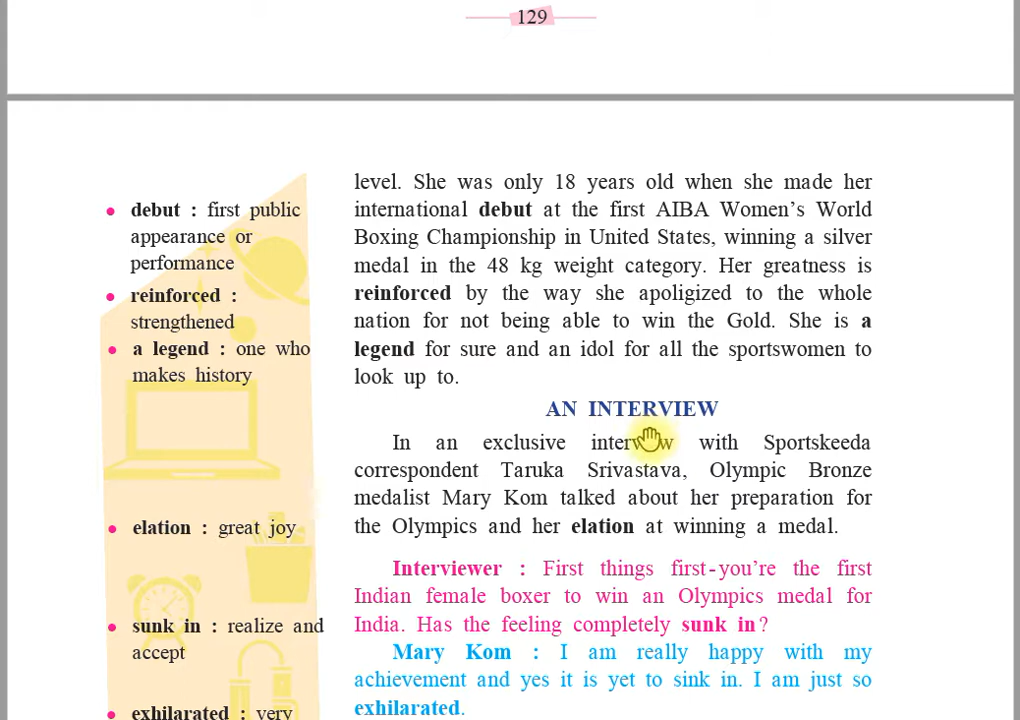 129
level. She was only 18 years old when she made her
international debut at the first AIBA Women's World
Boxing Championship in United States, winning a silver
medal in the 48 kg weight category. Her greatness is
reinforced by the way she apoligized to the whole
nation for not being able to win the Gold. She is a
legend for sure and an idol for all the sportswomen to
look up to.
AN INTERVIEW
In an exclusive interview with Sportskeeda
correspondent Taruka Srivastava, Olympic Bronze
medalist Mary Kom talked about her preparation for
the Olympics and her elation at winning a medal.
Interviewer : First things first-you're the first
Indian female boxer to win an Olympics medal for
India. Has the feeling completely sunk in?
Mary Kom : I am really happy with my
achievement and yes it is yet to sink in. I am just so
exhilarated.
• debut : first public
appearance or
performance
• reinforced :
strengthened
• a legend : one who
makes history
• elation : great joy
• sunk in : realize and
accept
• exhilarated : very